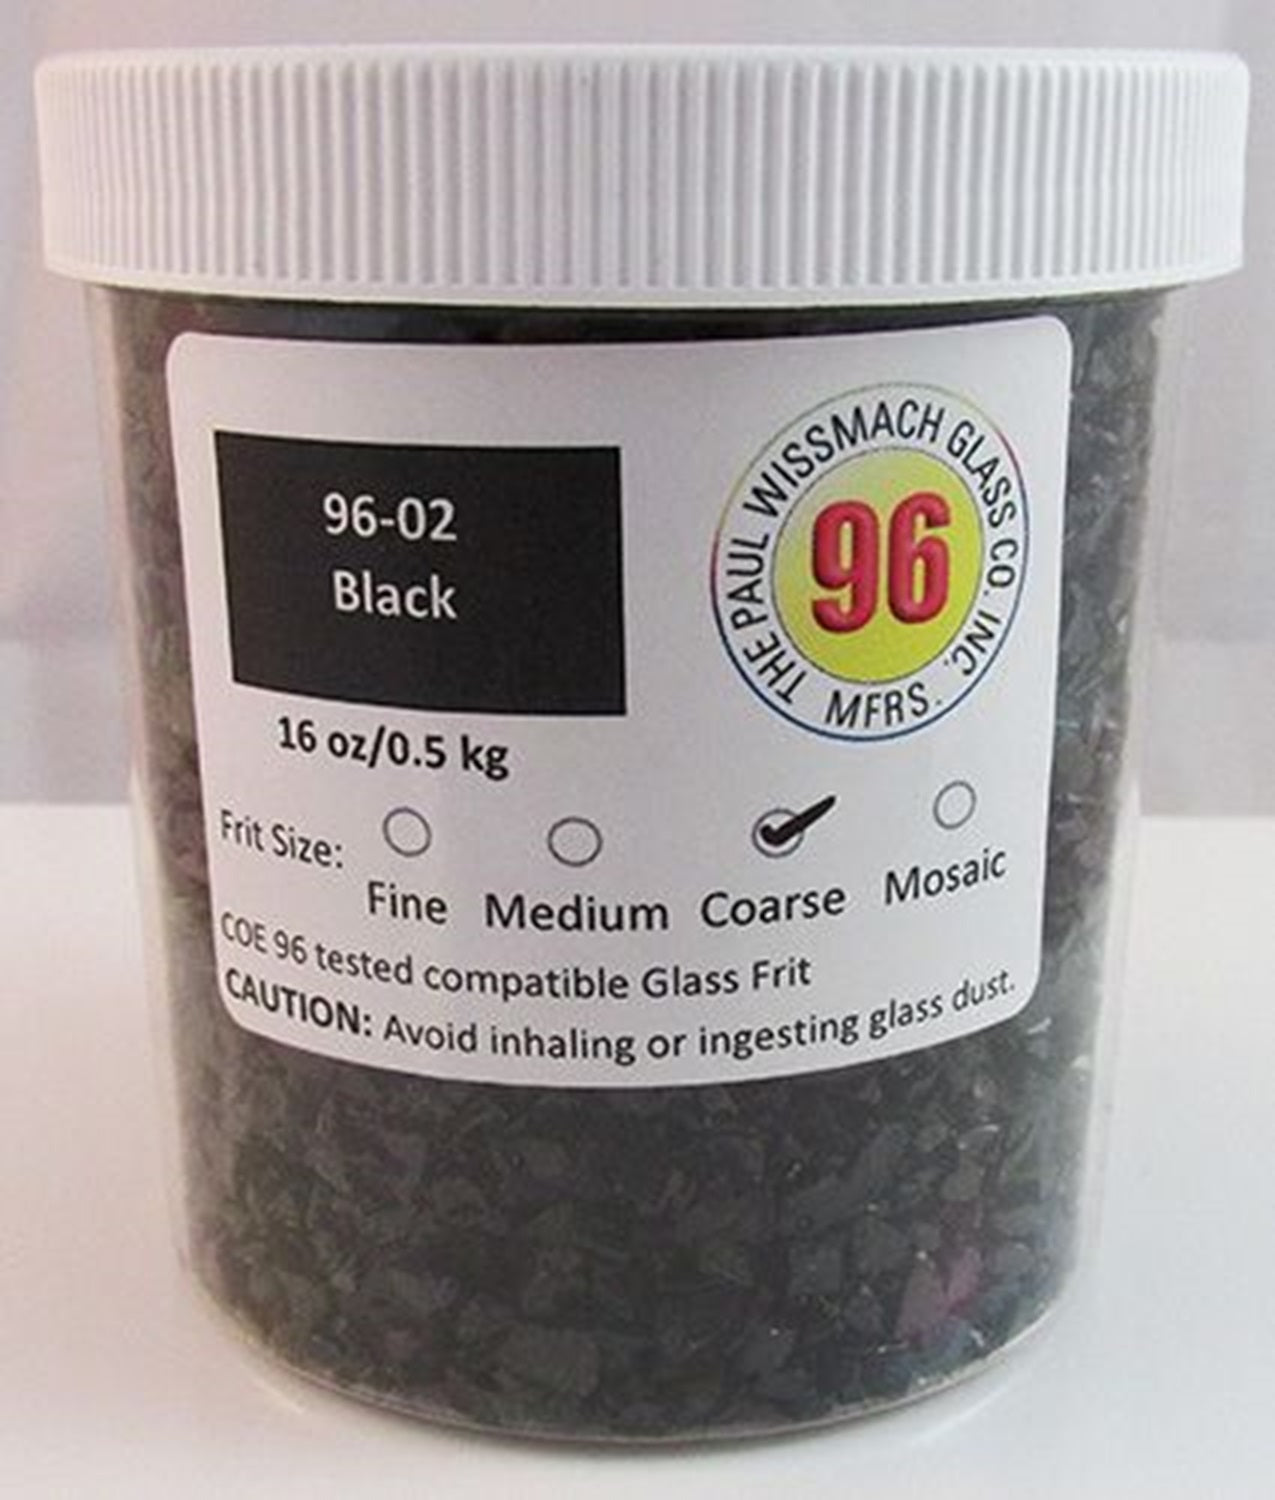 96-02
Black
THE PAUL WISSMACH GLASS CO. INC.
96
MFRS.
16 oz/0.5 kg
Frit Size:
Fine Medium Coarse Mosaic
COE 96 tested compatible Glass Frit
CAUTION: Avoid inhaling or ingesting glass dust.